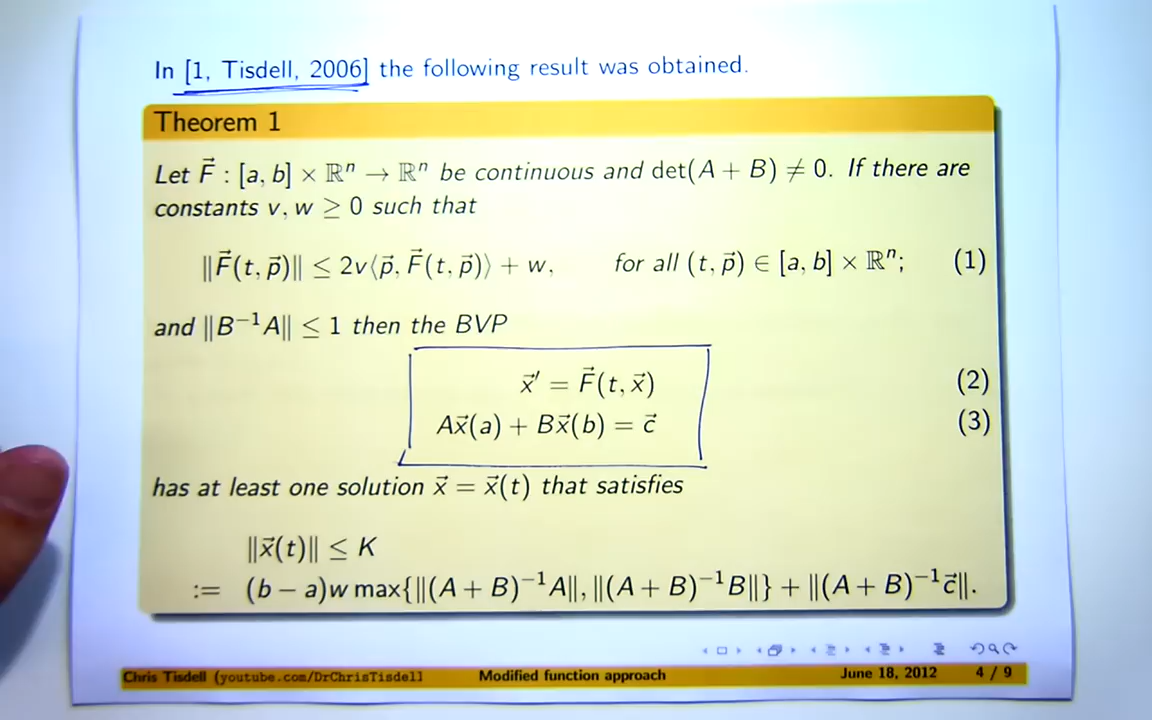 In [1, Tisdell, 2006] the following result was obtained.
Theorem 1
Let F⃗ : [a, b] × ℝⁿ → ℝⁿ be continuous and det(A + B) ≠ 0. If there are
constants v, w ≥ 0 such that
‖F⃗(t, p⃗)‖ ≤ 2v⟨p⃗, F⃗(t, p⃗)⟩ + w, for all (t, p⃗) ∈ [a, b] × ℝⁿ; (1)
and ‖B⁻¹A‖ ≤ 1 then the BVP
x⃗′ = F⃗(t, x⃗) (2)
Ax⃗(a) + Bx⃗(b) = c⃗ (3)
has at least one solution x⃗ = x⃗(t) that satisfies
‖x⃗(t)‖ ≤ K
:= (b − a)w max{‖(A + B)⁻¹A‖, ‖(A + B)⁻¹B‖} + ‖(A + B)⁻¹c⃗‖.
Chris Tisdell (youtube.com/DrChrisTisdell Modified function approach June 18, 2012 4 / 9